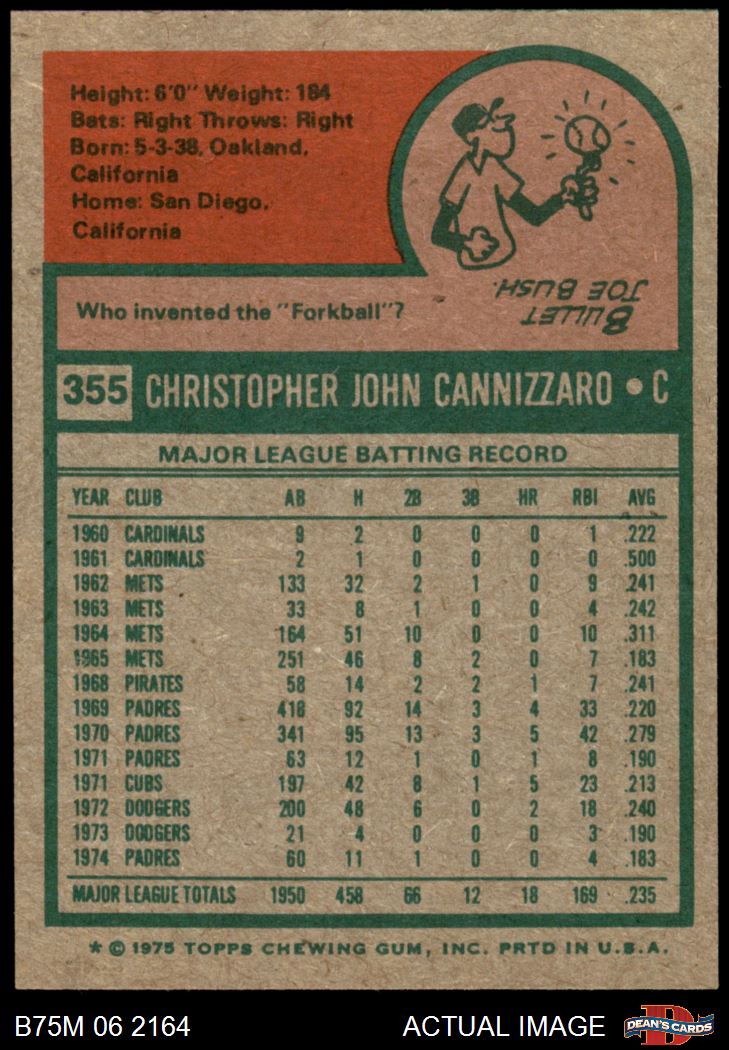 Height: 6'0" Weight: 184
Bats: Right Throws: Right
Born: 5-3-38, Oakland,
California
Home: San Diego,
California
Who invented the "Forkball"?
BULLET
JOE BUSH.
355 CHRISTOPHER JOHN CANNIZZARO • C
MAJOR LEAGUE BATTING RECORD
YEAR CLUB AB H 2B 3B HR RBI AVG
1960 CARDINALS 9 2 0 0 0 1 .222
1961 CARDINALS 2 1 0 0 0 0 .500
1962 METS 133 32 2 1 0 9 .241
1963 METS 33 8 1 0 0 4 .242
1964 METS 164 51 10 0 0 10 .311
1965 METS 251 46 8 2 0 7 .183
1968 PIRATES 58 14 2 2 1 7 .241
1969 PADRES 418 92 14 3 4 33 .220
1970 PADRES 341 95 13 3 5 42 .279
1971 PADRES 63 12 1 0 1 8 .190
1971 CUBS 197 42 8 1 5 23 .213
1972 DODGERS 200 48 6 0 2 18 .240
1973 DODGERS 21 4 0 0 0 3 .190
1974 PADRES 60 11 1 0 0 4 .183
MAJOR LEAGUE TOTALS 1950 458 66 12 18 169 .235
* © 1975 TOPPS CHEWING GUM, INC. PRTD IN U.S.A.
B75M 06 2164 ACTUAL IMAGE
D
DEAN'S CARDS